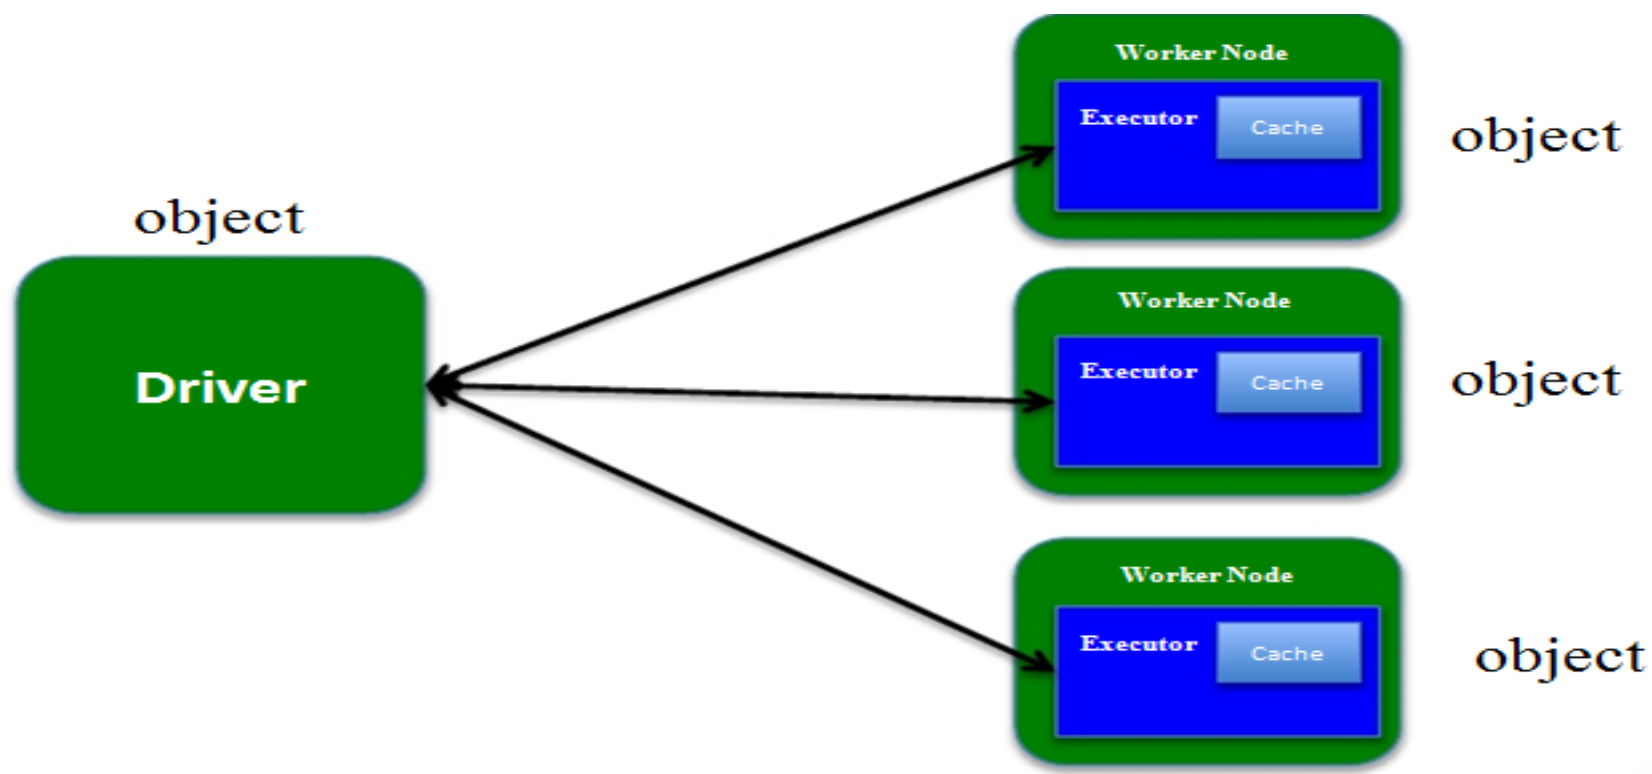 object
Driver
Worker Node
Executor
Cache
object
Worker Node
Executor
Cache
object
Worker Node
Executor
Cache
object